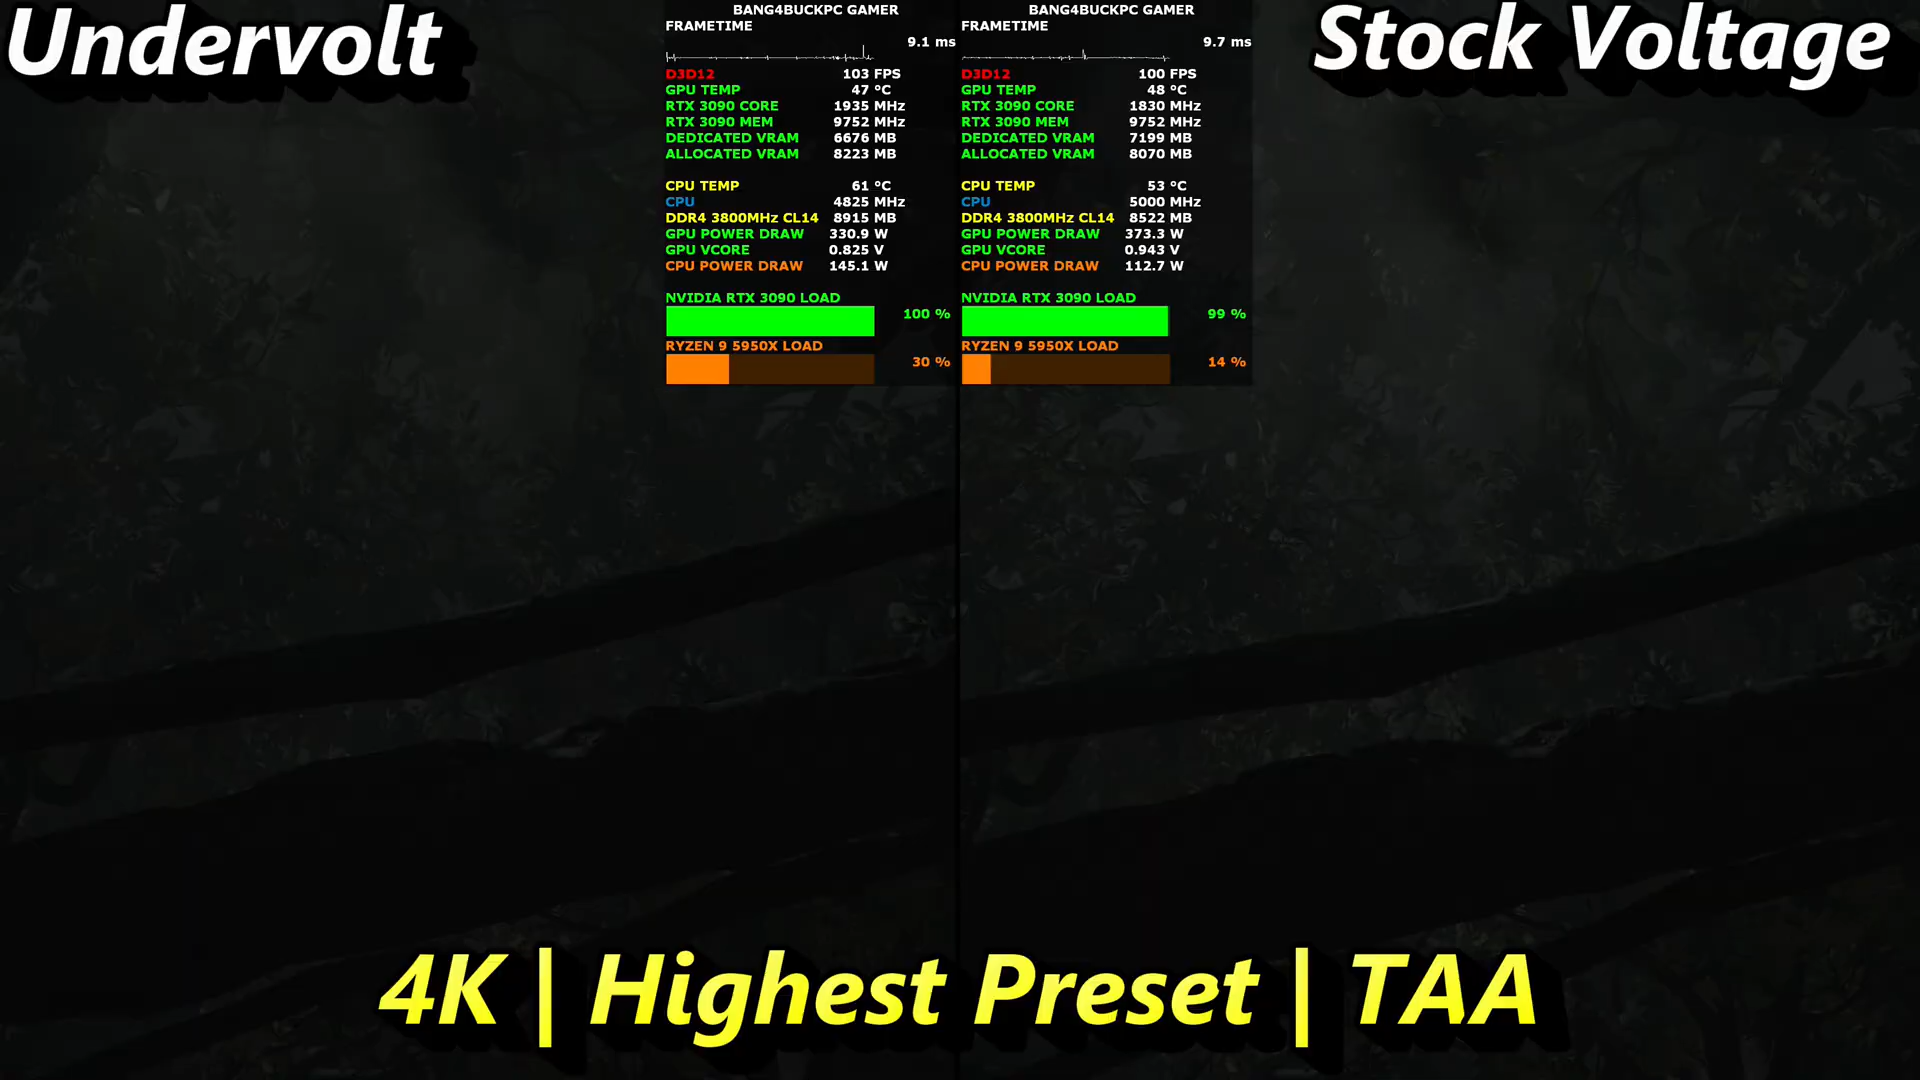 Undervolt
BANG4BUCKPC GAMER
FRAMETIME
9.1 ms
D3D12 103 FPS
GPU TEMP 47 °C
RTX 3090 CORE 1935 MHz
RTX 3090 MEM 9752 MHz
DEDICATED VRAM 6676 MB
ALLOCATED VRAM 8223 MB
CPU TEMP 61 °C
CPU 4825 MHz
DDR4 3800MHz CL14 8915 MB
GPU POWER DRAW 330.9 W
GPU VCORE 0.825 V
CPU POWER DRAW 145.1 W
NVIDIA RTX 3090 LOAD
100 %
RYZEN 9 5950X LOAD
30 %
BANG4BUCKPC GAMER
FRAMETIME
9.7 ms
D3D12 100 FPS
GPU TEMP 48 °C
RTX 3090 CORE 1830 MHz
RTX 3090 MEM 9752 MHz
DEDICATED VRAM 7199 MB
ALLOCATED VRAM 8070 MB
CPU TEMP 53 °C
CPU 5000 MHz
DDR4 3800MHz CL14 8522 MB
GPU POWER DRAW 373.3 W
GPU VCORE 0.943 V
CPU POWER DRAW 112.7 W
NVIDIA RTX 3090 LOAD
99 %
RYZEN 9 5950X LOAD
14 %
Stock Voltage
4K | Highest Preset | TAA